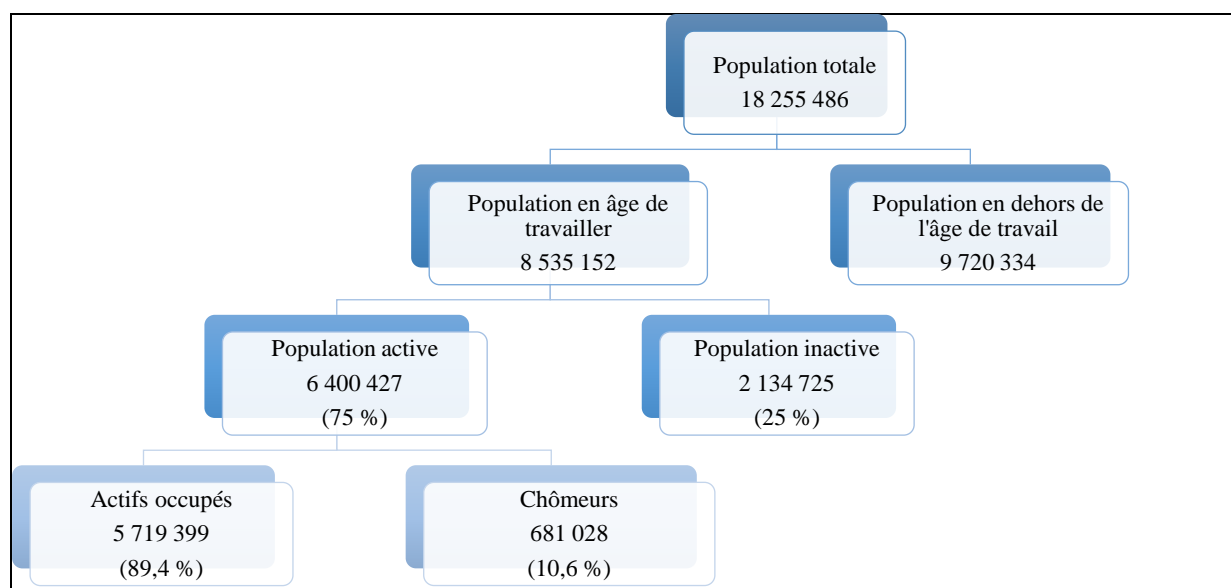 Population totale
18 255 486
Population en âge de
travailler
8 535 152
Population en dehors de
l'âge de travail
9 720 334
Population active
6 400 427
(75 %)
Population inactive
2 134 725
(25 %)
Actifs occupés
5 719 399
(89,4 %)
Chômeurs
681 028
(10,6 %)